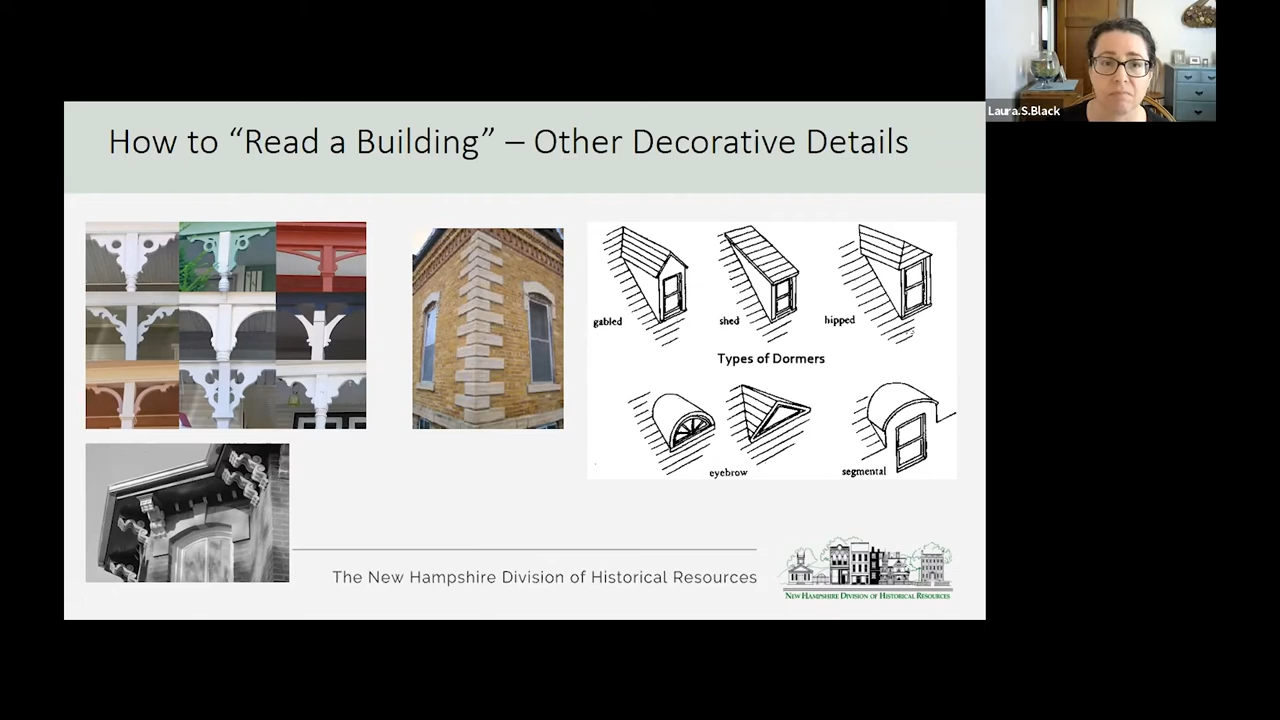 Laura.S.Black
How to “Read a Building” – Other Decorative Details
gabled
shed
hipped
Types of Dormers
eyebrow
segmental
The New Hampshire Division of Historical Resources
NEW HAMPSHIRE DIVISION OF HISTORICAL RESOURCES